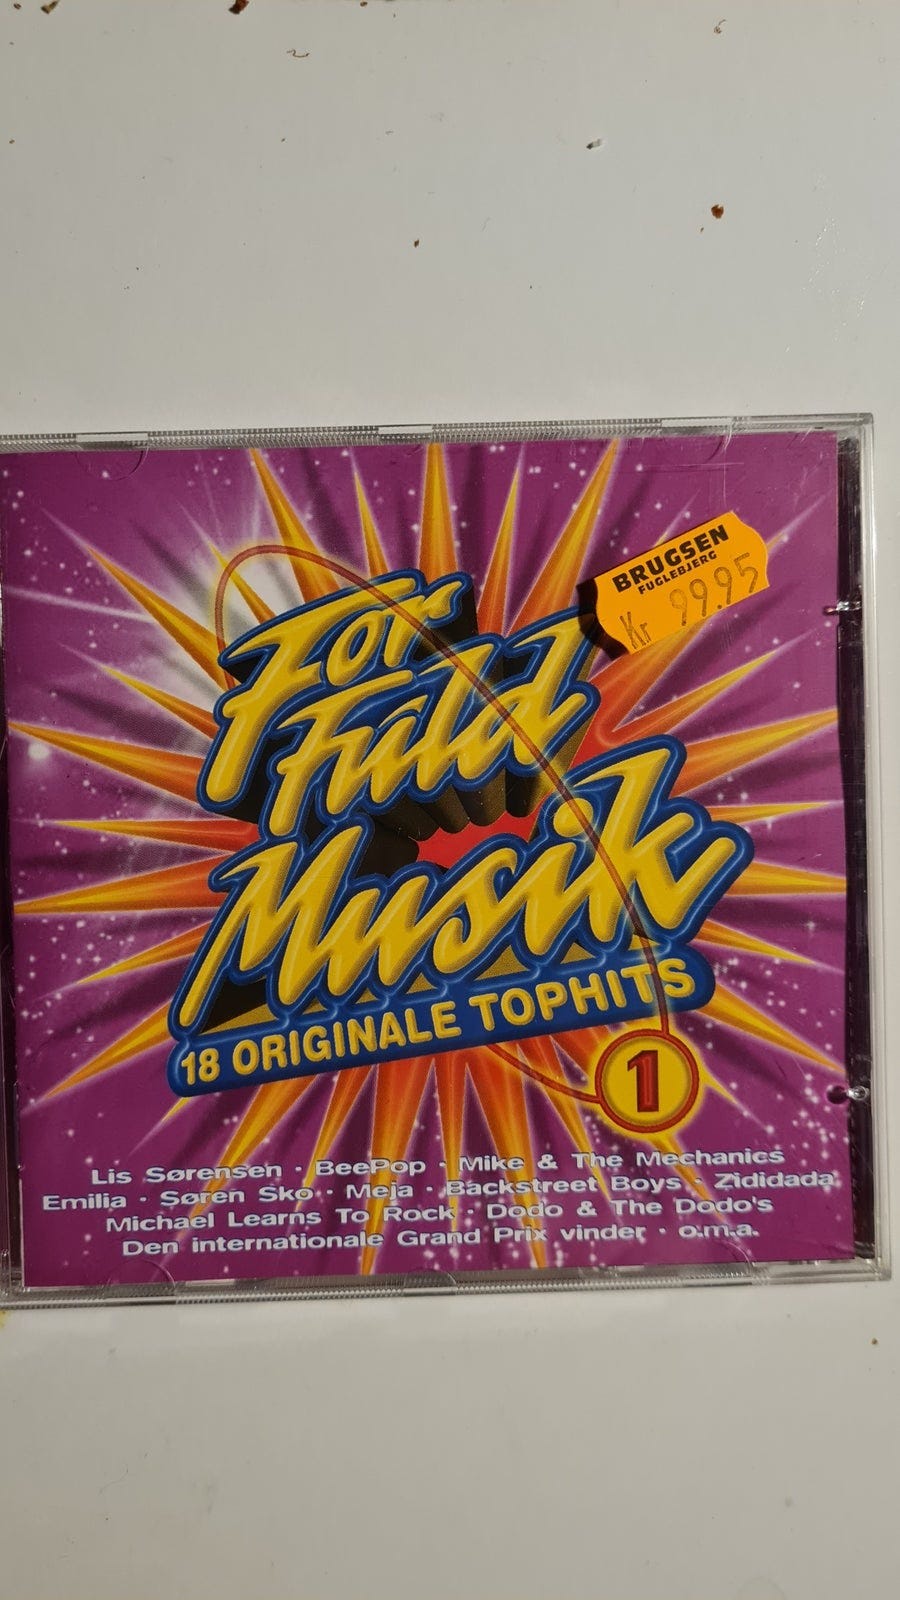 BRUGSEN
FUGLEBJERG
Kr 99.95
For
Fuld
Musik
18 ORIGINALE TOPHITS
1
Lis Sørensen · BeePop · Mike & The Mechanics
Emilia · Søren Sko · Meja · Backstreet Boys · Zididada
Michael Learns To Rock · Dodo & The Dodo's
Den internationale Grand Prix vinder · o.m.a.